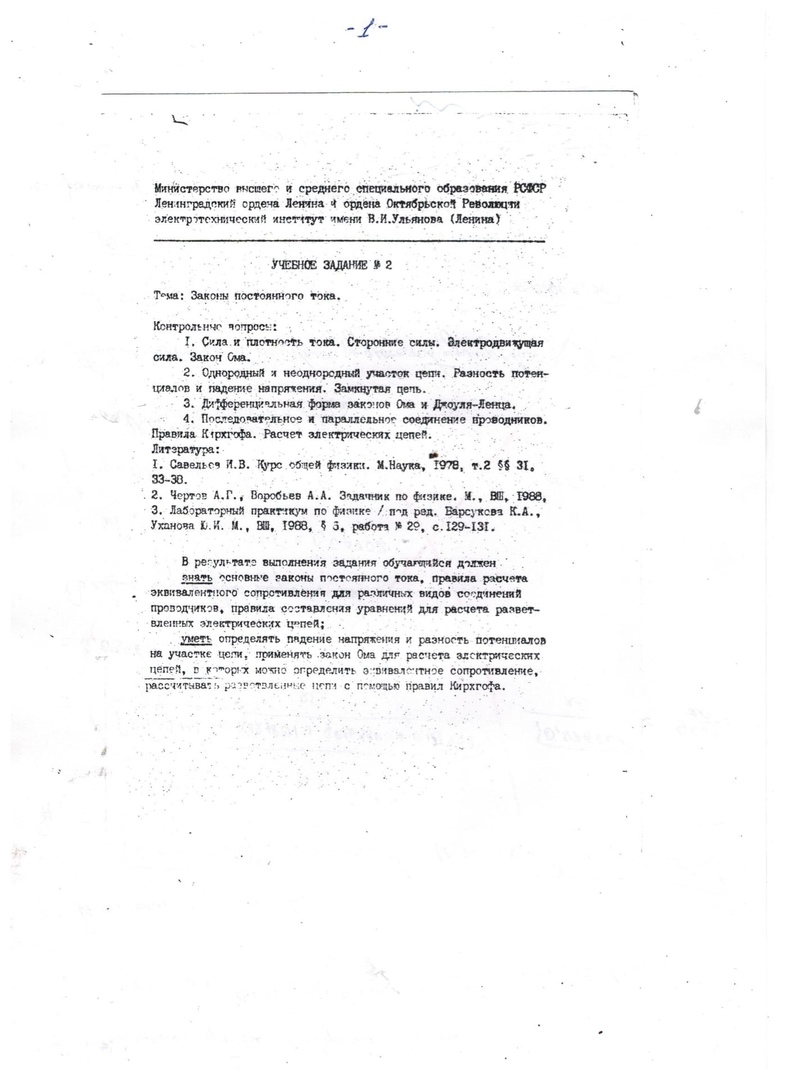 -1-
Министерство высшего и среднего специального образования РСФСР
Ленинградский ордена Ленина и ордена Октябрьской Революции
электротехнический институт имени В.И.Ульянова (Ленина)
УЧЕБНОЕ ЗАДАНИЕ № 2
Тема: Законы постоянного тока.
Контрольные вопросы:
1. Сила и плотность тока. Сторонние силы. Электродвижущая
сила. Закон Ома.
2. Однородный и неоднородный участок цепи. Разность потен-
циалов и падение напряжения. Замкнутая цепь.
3. Дифференциальная форма законов Ома и Джоуля-Ленца.
4. Последовательное и параллельное соединение проводников.
Правила Кирхгофа. Расчет электрических цепей.
Литература:
1. Савельев И.В. Курс общей физики. М.Наука, 1978, т.2 §§ 31,
33-38.
2. Чертов А.Г., Воробьев А.А. Задачник по физике. М., ВШ, 1988,
3. Лабораторный практикум по физике / под ред. Барсукова К.А.,
Уханова Ю.И. М., ВШ, 1988, § 5, работа № 29, с.129-131.
В результате выполнения задания обучающийся должен
знать основные законы постоянного тока, правила расчета
эквивалентного сопротивления для различных видов соединений
проводников, правила составления уравнений для расчета развет-
вленных электрических цепей;
уметь определять падение напряжения и разность потенциалов
на участке цепи, применять закон Ома для расчета электрических
цепей, в которых можно определить эквивалентное сопротивление,
рассчитывать разветвленные цепи с помощью правил Кирхгофа.